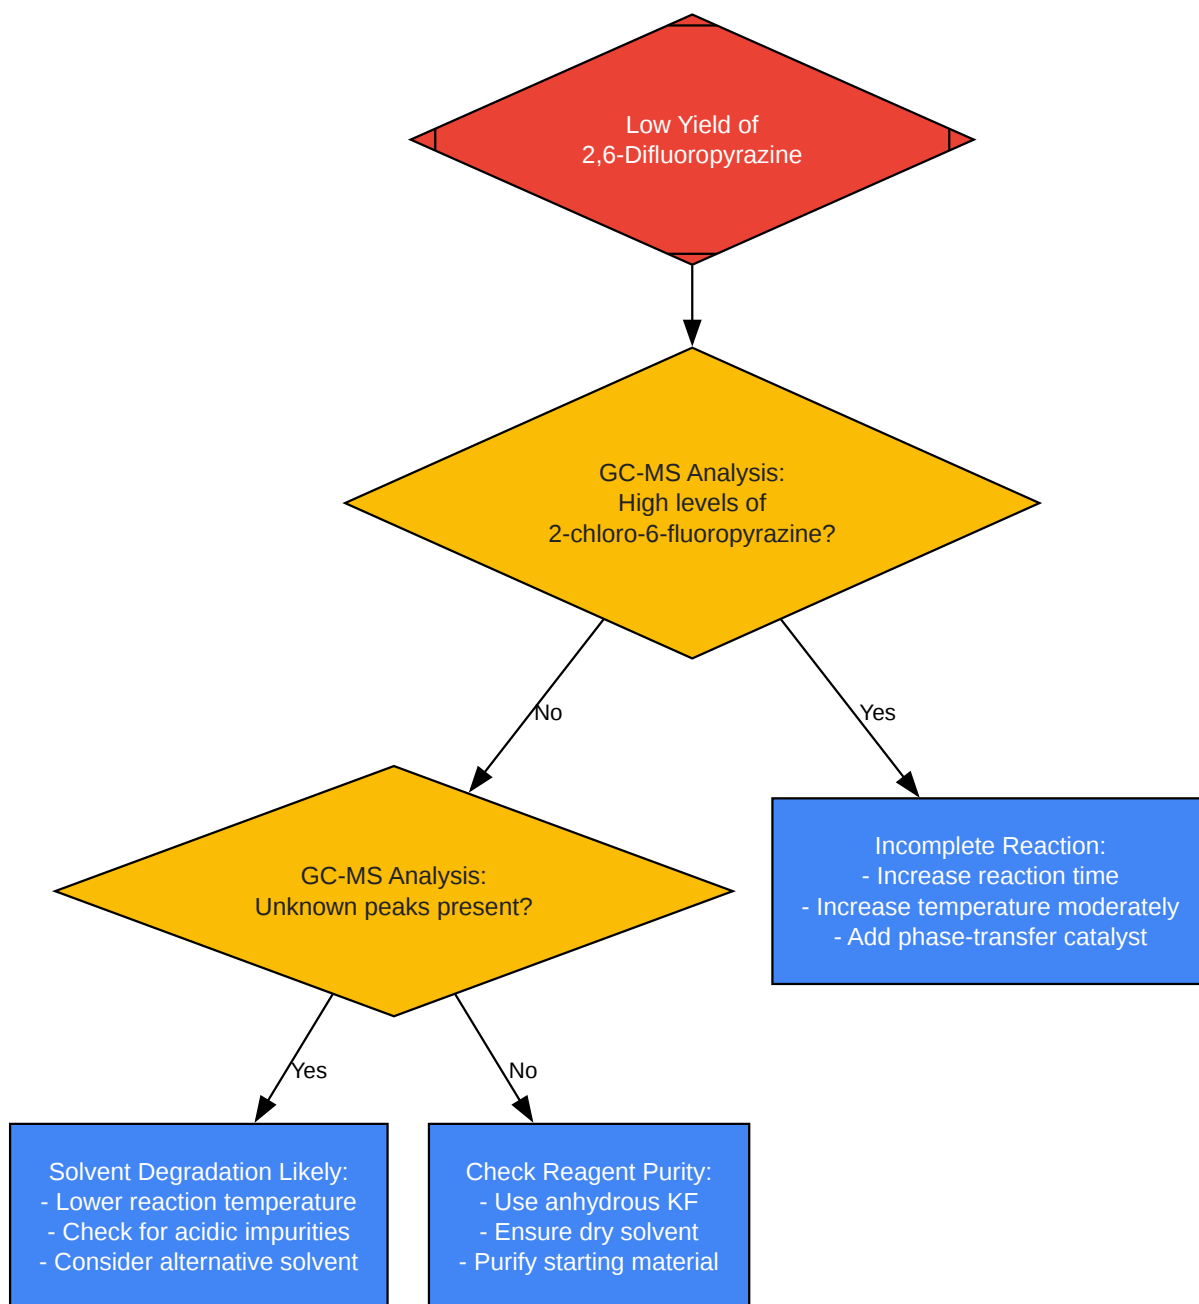 Low Yield of
2,6-Difluoropyrazine
GC-MS Analysis:
High levels of
2-chloro-6-fluoropyrazine?
No
Yes
GC-MS Analysis:
Unknown peaks present?
Incomplete Reaction:
- Increase reaction time
- Increase temperature moderately
- Add phase-transfer catalyst
Yes
No
Solvent Degradation Likely:
- Lower reaction temperature
- Check for acidic impurities
- Consider alternative solvent
Check Reagent Purity:
- Use anhydrous KF
- Ensure dry solvent
- Purify starting material